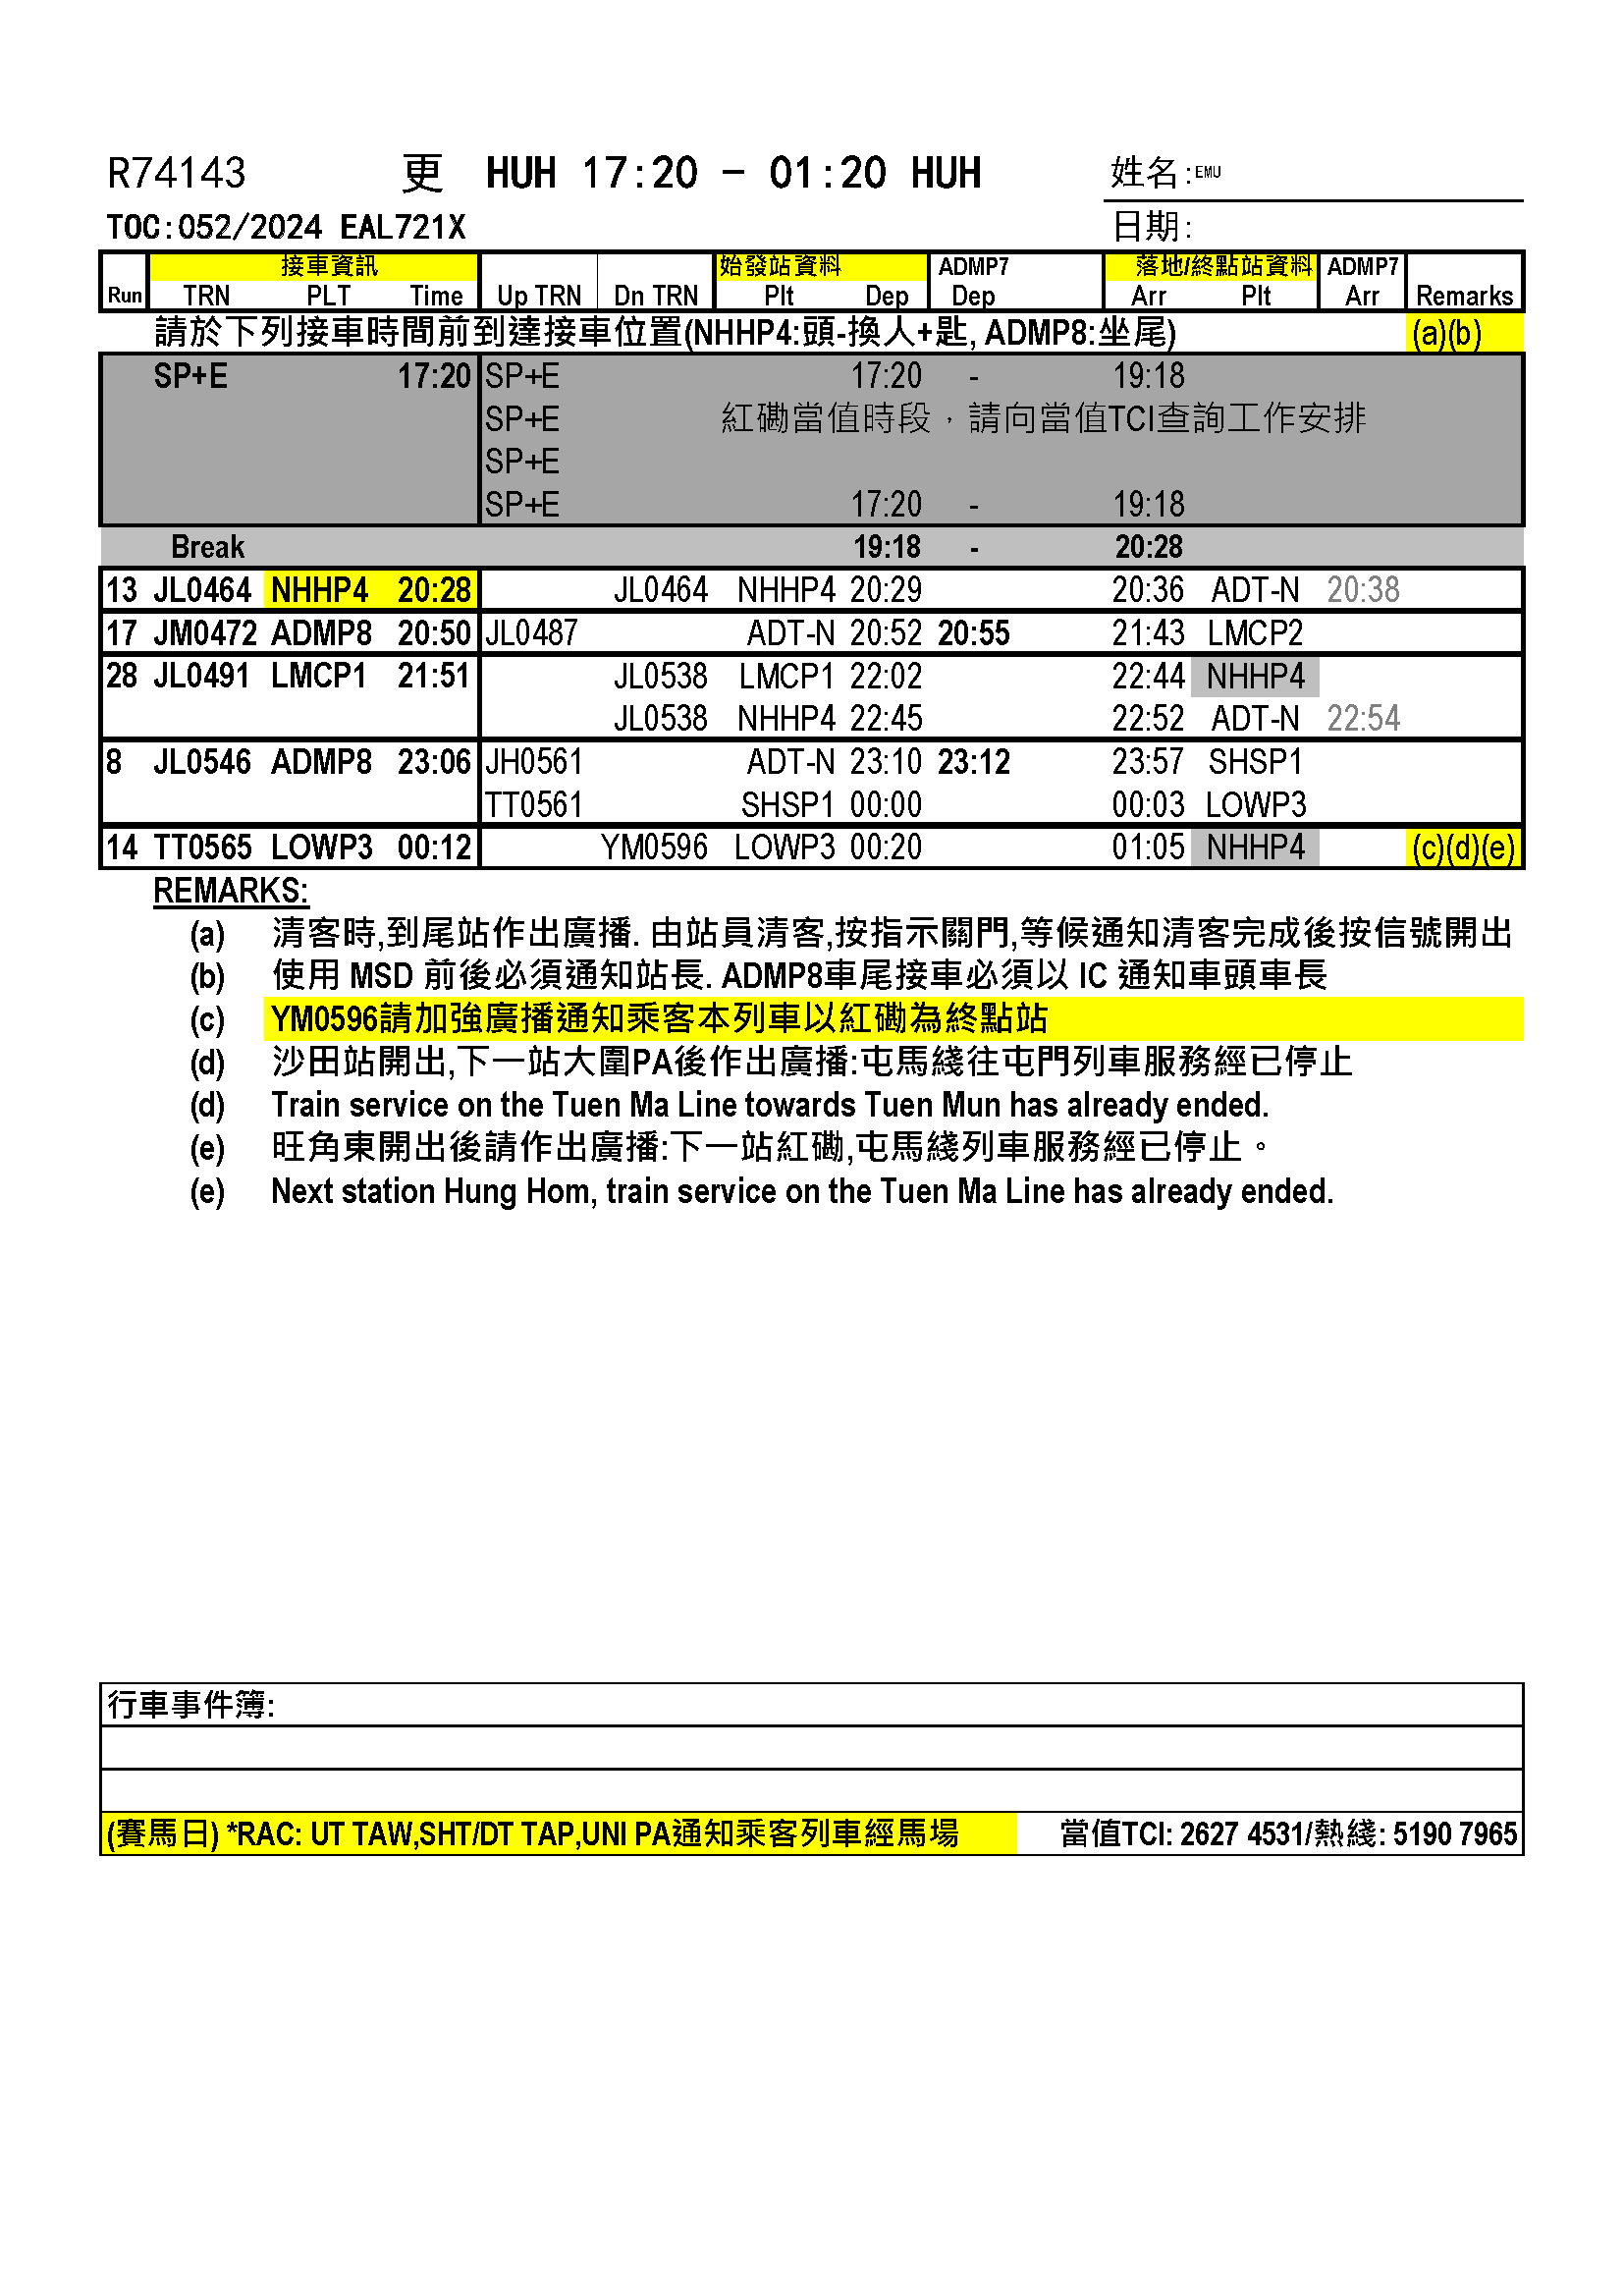 R74143 更 HUH 17:20 - 01:20 HUH 姓名:EMU
TOC:052/2024 EAL721X 日期:
接車資訊 始發站資料 ADMP7 落地/終點站資料 ADMP7
Run TRN PLT Time Up TRN Dn TRN Plt Dep Dep Arr Plt Arr Remarks
請於下列接車時間前到達接車位置(NHHP4:頭-換人+匙, ADMP8:坐尾) (a)(b)
SP+E 17:20 SP+E 17:20 - 19:18
SP+E 紅磡當值時段，請向當值TCI查詢工作安排
SP+E
SP+E 17:20 - 19:18
Break 19:18 - 20:28
13 JL0464 NHHP4 20:28 JL0464 NHHP4 20:29 20:36 ADT-N 20:38
17 JM0472 ADMP8 20:50 JL0487 ADT-N 20:52 20:55 21:43 LMCP2
28 JL0491 LMCP1 21:51 JL0538 LMCP1 22:02 22:44 NHHP4
JL0538 NHHP4 22:45 22:52 ADT-N 22:54
8 JL0546 ADMP8 23:06 JH0561 ADT-N 23:10 23:12 23:57 SHSP1
TT0561 SHSP1 00:00 00:03 LOWP3
14 TT0565 LOWP3 00:12 YM0596 LOWP3 00:20 01:05 NHHP4 (c)(d)(e)
REMARKS:
(a) 清客時,到尾站作出廣播. 由站員清客,按指示關門,等候通知清客完成後按信號開出
(b) 使用 MSD 前後必須通知站長. ADMP8車尾接車必須以 IC 通知車頭車長
(c) YM0596請加強廣播通知乘客本列車以紅磡為終點站
(d) 沙田站開出,下一站大圍PA後作出廣播:屯馬綫往屯門列車服務經已停止
(d) Train service on the Tuen Ma Line towards Tuen Mun has already ended.
(e) 旺角東開出後請作出廣播:下一站紅磡,屯馬綫列車服務經已停止。
(e) Next station Hung Hom, train service on the Tuen Ma Line has already ended.
行車事件簿:
(賽馬日) *RAC: UT TAW,SHT/DT TAP,UNI PA通知乘客列車經馬場 當值TCI: 2627 4531/熱綫: 5190 7965